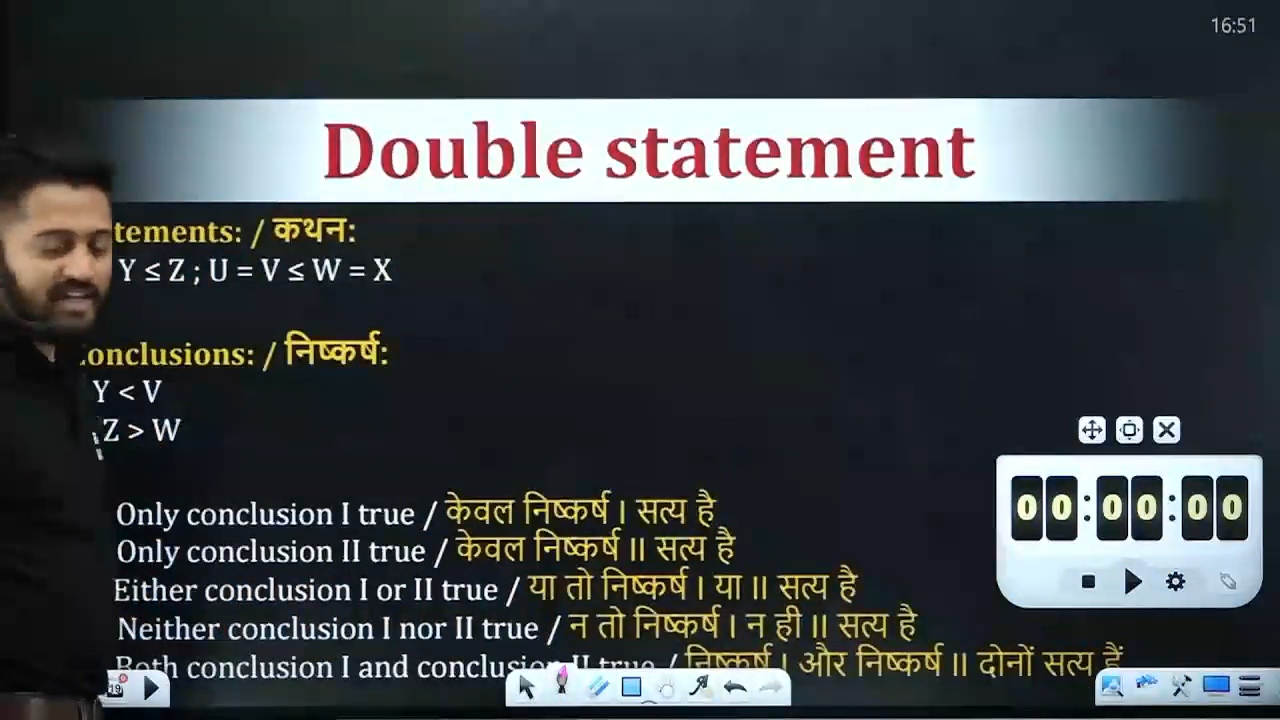 16:51
Double statement
tements: / कथन:
Y ≤ Z ; U = V ≤ W = X
onclusions: / निष्कर्ष:
Y < V
Z > W
Only conclusion I true / केवल निष्कर्ष I सत्य है
Only conclusion II true / केवल निष्कर्ष II सत्य है
Either conclusion I or II true / या तो निष्कर्ष I या II सत्य है
Neither conclusion I nor II true / न तो निष्कर्ष I न ही II सत्य है
Both conclusion I and conclusion II true / निष्कर्ष I और निष्कर्ष II दोनों सत्य हैं
00:00:00